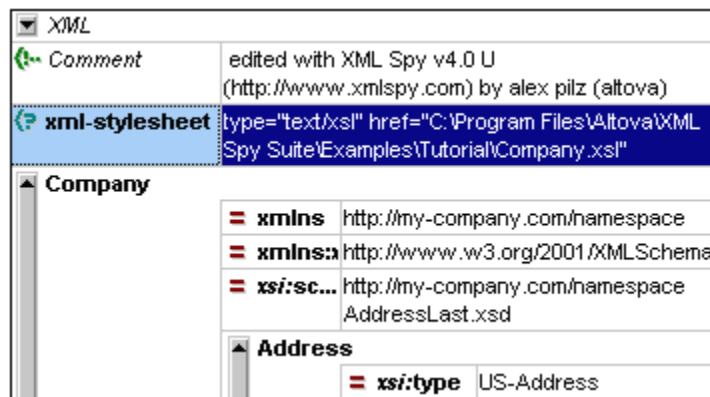 XML
Comment edited with XML Spy v4.0 U
(http://www.xmlspy.com) by alex pilz (altova)
xml-stylesheet type="text/xsl" href="C:\Program Files\Altova\XML
Spy Suite\Examples\Tutorial\Company.xsl"
Company
= xmlns http://my-company.com/namespace
= xmlns:x http://www.w3.org/2001/XMLSchema
= xsi:sc... http://my-company.com/namespace
AddressLast.xsd
Address
= xsi:type US-Address